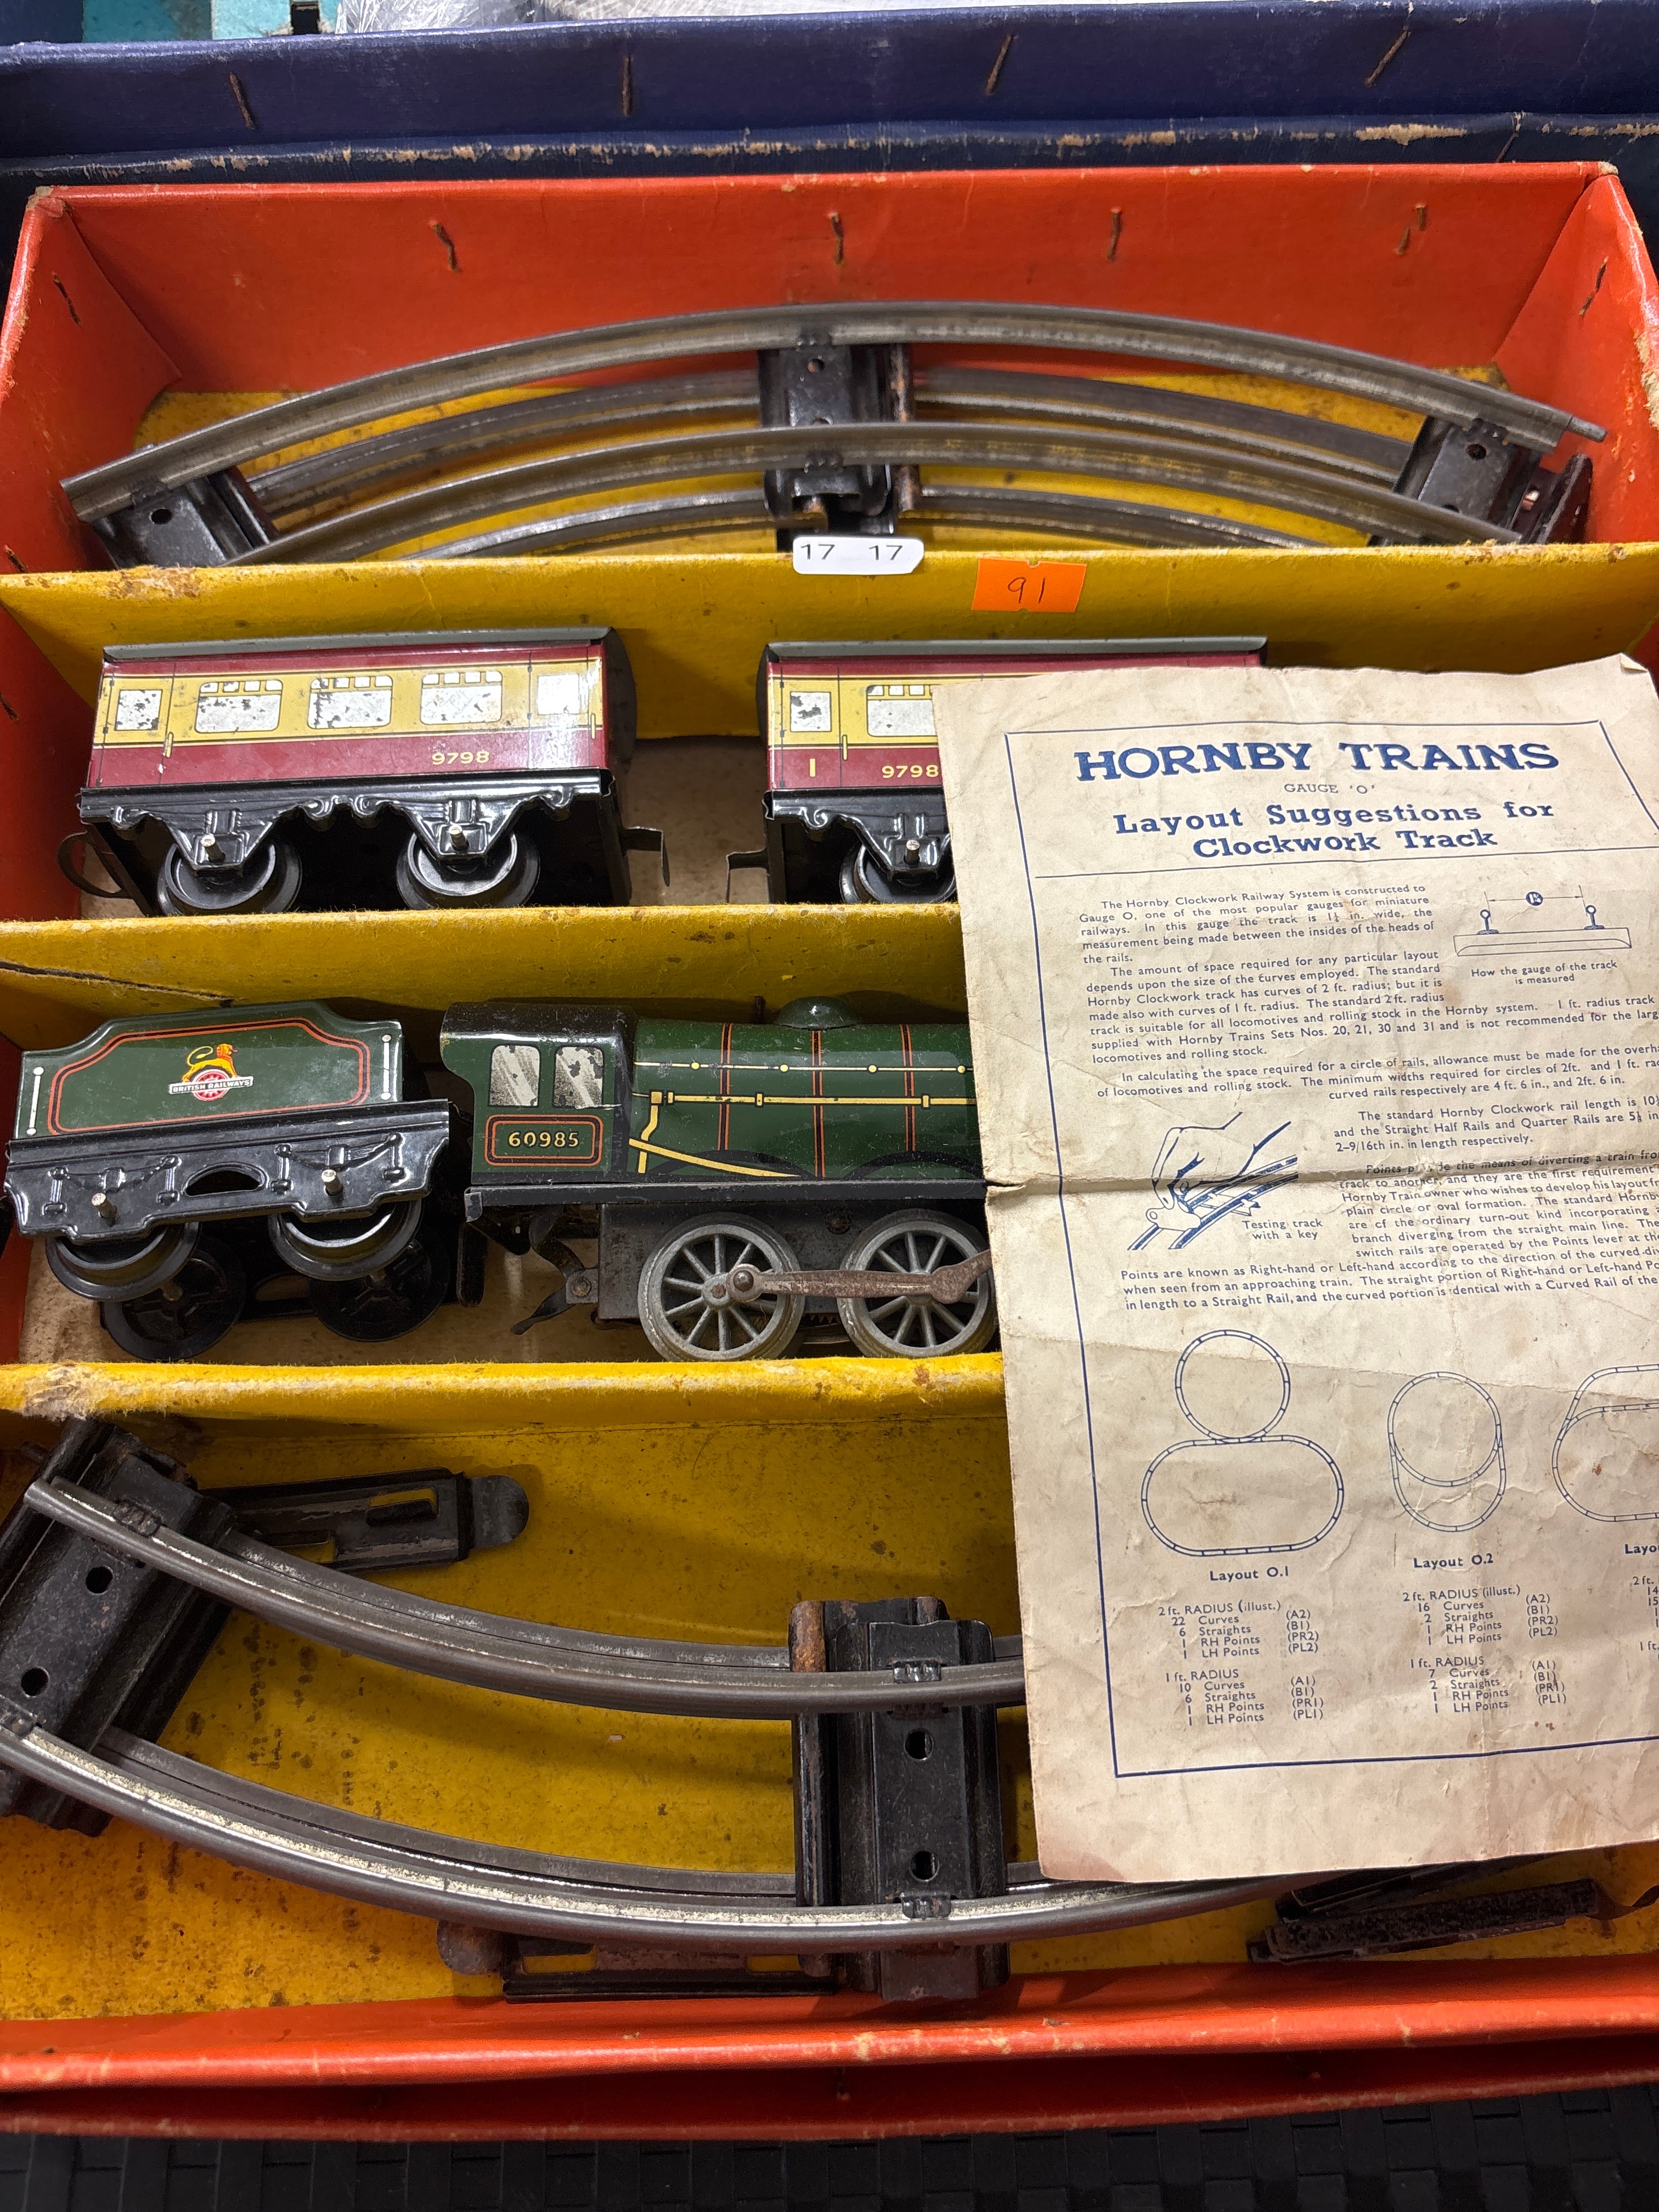 17 17
91
9798
1
9798
BRITISH RAILWAYS
60985
HORNBY TRAINS
GAUGE 'O'
Layout Suggestions for
Clockwork Track
The Hornby Clockwork Railway System is constructed to
Gauge O, one of the most popular gauges for miniature
railways. In this gauge the track is 1¼ in. wide, the
measurement being made between the insides of the heads of
the rails.
How the gauge of the track
is measured
The amount of space required for any particular layout
depends upon the size of the curves employed. The standard
Hornby Clockwork track has curves of 2 ft. radius; but it is
made also with curves of 1 ft. radius. The standard 2 ft. radius
track is suitable for all locomotives and rolling stock in the Hornby system. 1 ft. radius track
supplied with Hornby Trains Sets Nos. 20, 21, 30 and 31 and is not recommended for the
locomotives and rolling stock.
In calculating the space required for a circle of rails, allowance must be made for the
of locomotives and rolling stock. The minimum widths required for circles of 2ft. and 1 ft.
curved rails respectively are 4 ft. 6 in., and 2ft. 6 in.
The standard Hornby Clockwork rail length is
and the Straight Half Rails and Quarter Rails are
2-9/16th in. in length respectively.
Points the means of diverting a train
track to another, and they are the first requirement
Hornby Train owner who wishes to develop his layout
plain circle or oval formation. The standard
are of the ordinary turn-out kind incorporating
branch diverging from the straight main line.
switch rails are operated by the Points lever at
Testing track
with a key
Points are known as Right-hand or Left-hand according to the direction of the curved
when seen from an approaching train. The straight portion of Right-hand or Left-hand
in length to a Straight Rail, and the curved portion is identical with a Curved Rail of the
Layout O.1
2 ft. RADIUS (illust.)
22 Curves (A2)
6 Straights (B1)
1 RH Points (PR2)
1 LH Points (PL2)
1 ft. RADIUS
10 Curves (A1)
6 Straights (B1)
1 RH Points (PR1)
1 LH Points (PL1)
Layout O.2
2 ft. RADIUS (illust.)
16 Curves (A2)
2 Straights (B1)
1 RH Points (PR2)
1 LH Points (PL2)
1 ft. RADIUS
7 Curves (A1)
2 Straights (B1)
1 RH Points (PR1)
1 LH Points (PL1)
2 ft.
14
15
1 ft.